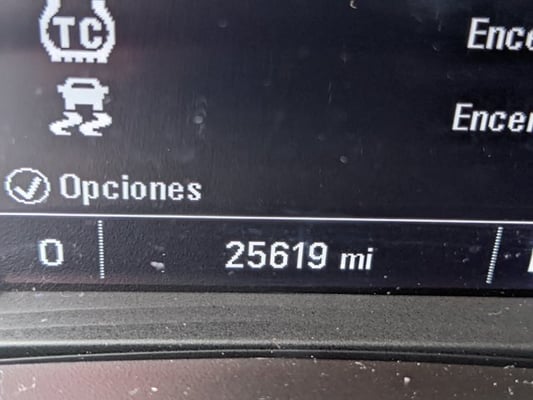 TC
Opciones
0 25619 mi